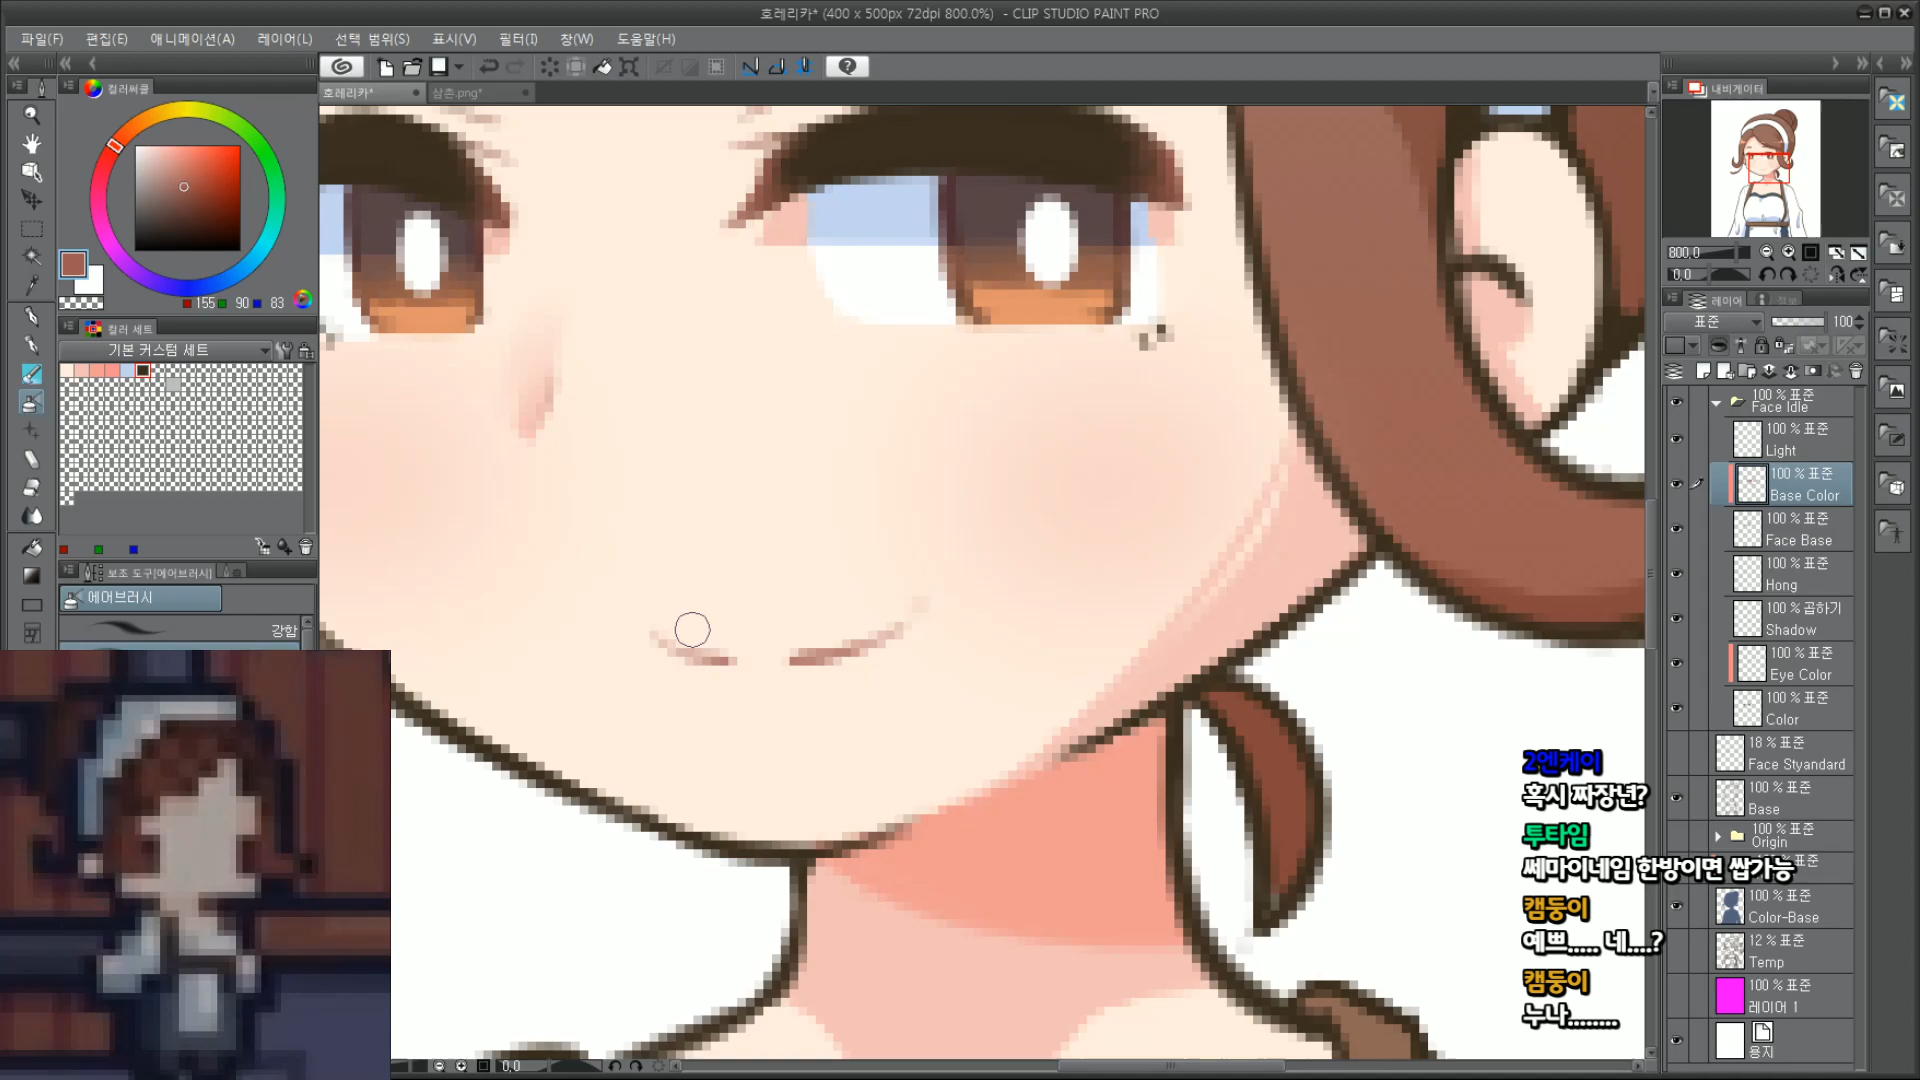 호레리카* (400 x 500px 72dpi 800.0%)  - CLIP STUDIO PAINT PRO
파일(F) 편집(E) 애니메이션(A) 레이어(L) 선택 범위(S) 표시(V) 필터(I) 창(W) 도움말(H)
컬러써클
호레리카*
삼촌.png*
내비게이터
155 90 83
800.0
0.0
컬러 세트
기본 커스텀 세트
레이어
정보
표준 100
100 % 표준
Face Idle
100 % 표준
Light
100 % 표준
Base Color
100 % 표준
Face Base
100 % 표준
Hong
100 % 곱하기
Shadow
100 % 표준
Eye Color
100 % 표준
Color
18 % 표준
Face Styandard
100 % 표준
Base
100 % 표준
Origin
100 % 표준
Color-Base
12 % 표준
Temp
100 % 표준
레이어 1
용지
보조 도구[에어브러시]
에어브러시
강함
2엔케이
혹시 짜장년?
투타임
쎄마이네임 한방이면 쌉가능
캠둥이
예쁘..... 네....?
캠둥이
누나........
0,0